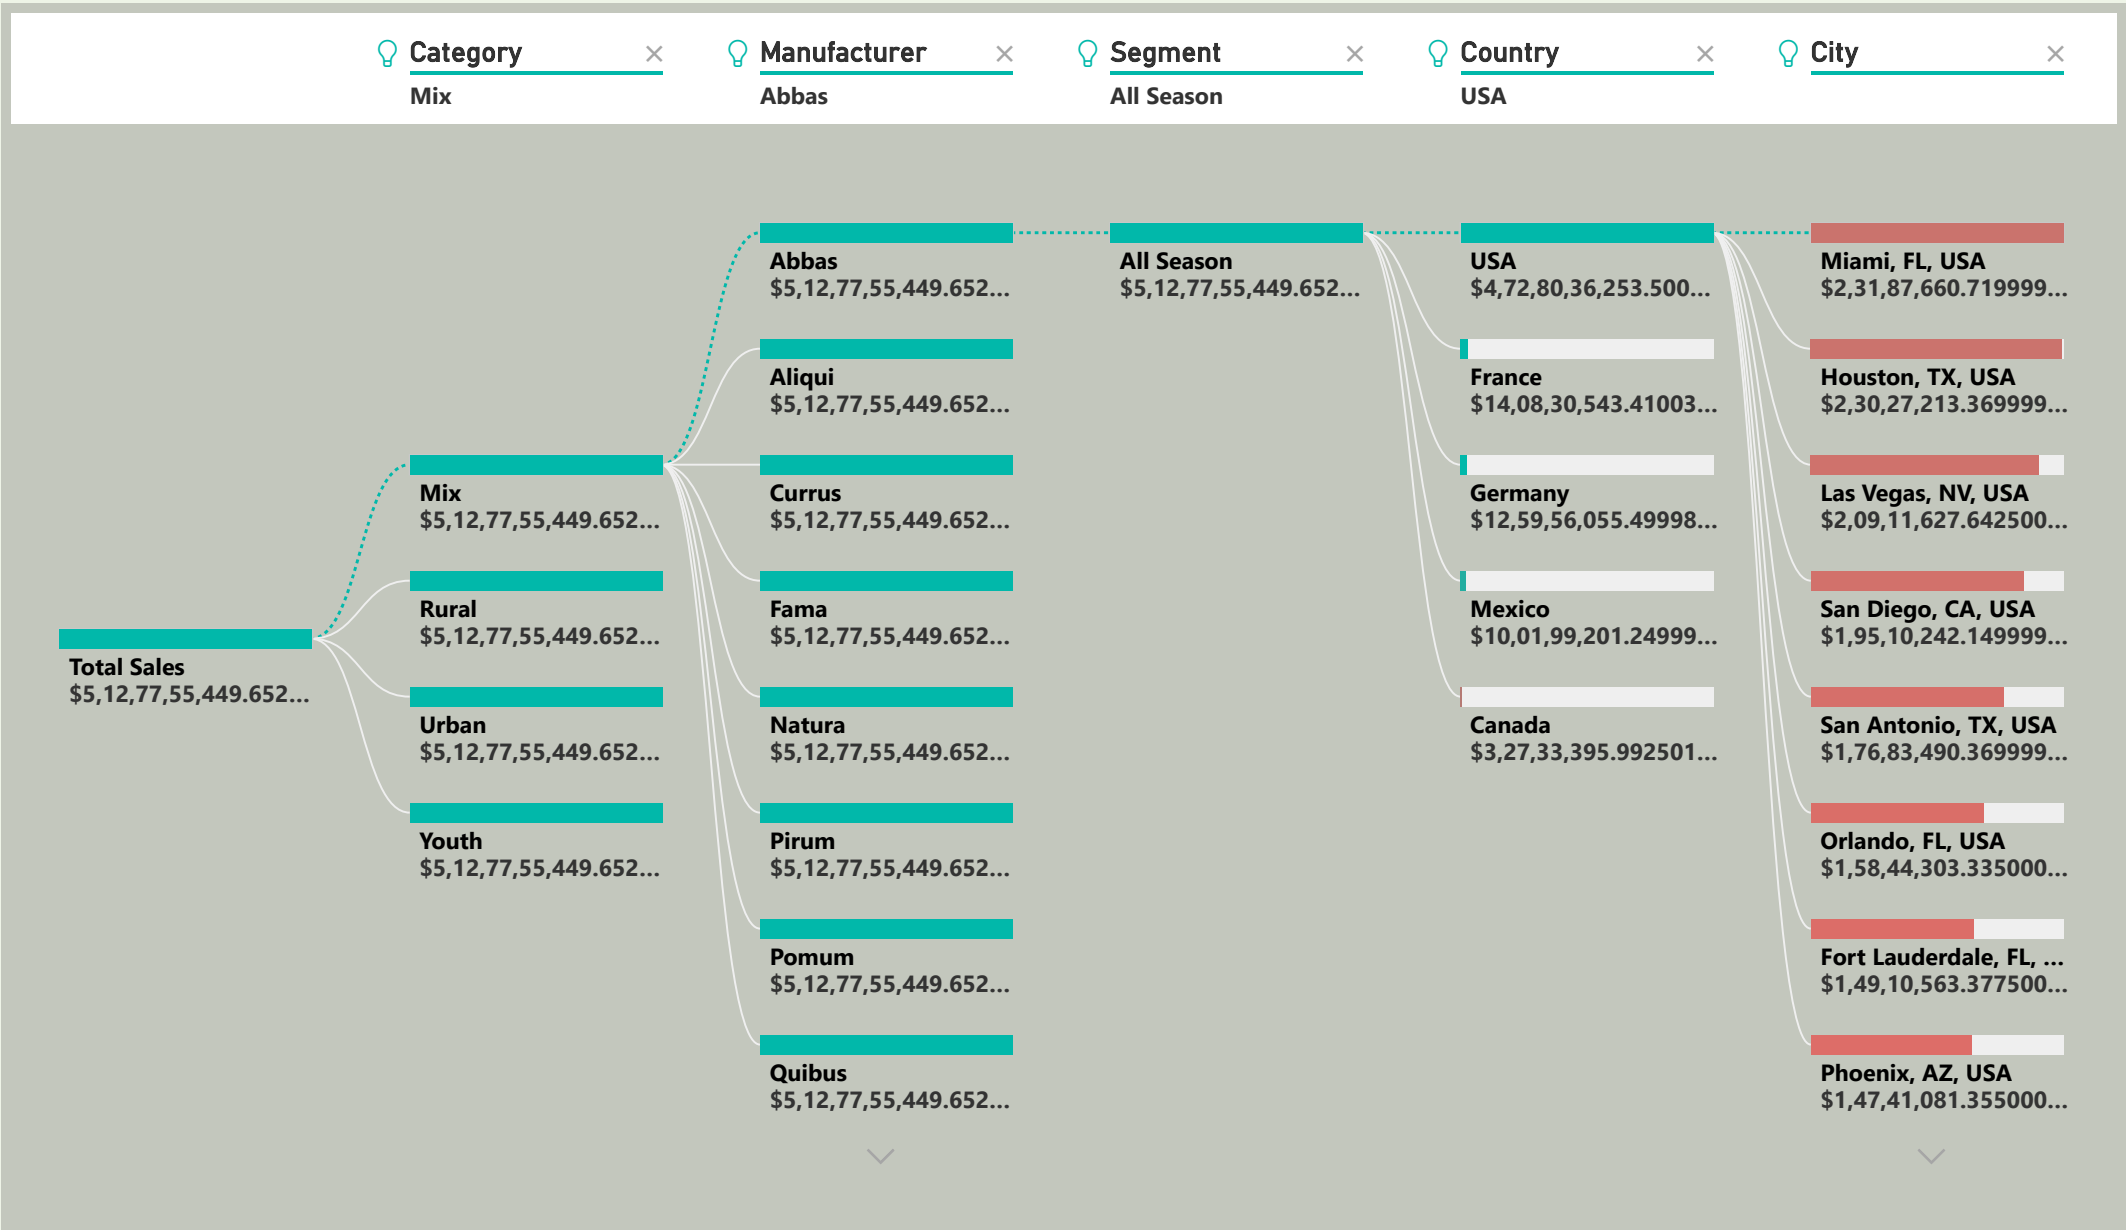 Category
Mix
Manufacturer
Abbas
Segment
All Season
Country
USA
City
Total Sales
$5,12,77,55,449.652...
Mix
$5,12,77,55,449.652...
Rural
$5,12,77,55,449.652...
Urban
$5,12,77,55,449.652...
Youth
$5,12,77,55,449.652...
Abbas
$5,12,77,55,449.652...
Aliqui
$5,12,77,55,449.652...
Currus
$5,12,77,55,449.652...
Fama
$5,12,77,55,449.652...
Natura
$5,12,77,55,449.652...
Pirum
$5,12,77,55,449.652...
Pomum
$5,12,77,55,449.652...
Quibus
$5,12,77,55,449.652...
All Season
$5,12,77,55,449.652...
USA
$4,72,80,36,253.500...
France
$14,08,30,543.41003...
Germany
$12,59,56,055.49998...
Mexico
$10,01,99,201.24999...
Canada
$3,27,33,395.992501...
Miami, FL, USA
$2,31,87,660.719999...
Houston, TX, USA
$2,30,27,213.369999...
Las Vegas, NV, USA
$2,09,11,627.642500...
San Diego, CA, USA
$1,95,10,242.149999...
San Antonio, TX, USA
$1,76,83,490.369999...
Orlando, FL, USA
$1,58,44,303.335000...
Fort Lauderdale, FL, ...
$1,49,10,563.377500...
Phoenix, AZ, USA
$1,47,41,081.355000...